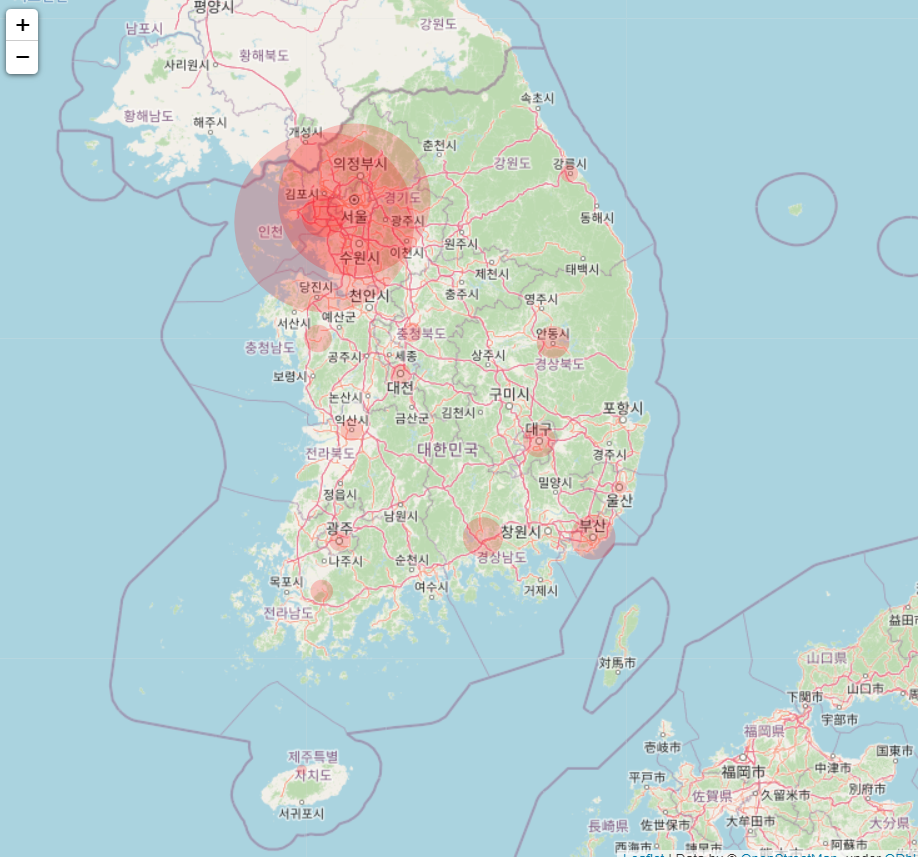 +
−
평양시
남포시
강원도
황해북도
사리원시
속초시
황해남도
해주시
개성시
춘천시
의정부시
강원도
강릉시
김포시
경기도
서울
광주시
동해시
인천
원주시
수원시
이천시
제천시
태백시
당진시
천안시
충주시
영주시
서산시
예산군
충청북도
안동시
충청남도
공주시
세종
상주시
경상북도
보령시
대전
구미시
논산시
금산군
김천시
포항시
익산시
대구
전라북도
대한민국
경주시
정읍시
밀양시
울산
남원시
광주
창원시
부산
나주시
순천시
경상남도
목포시
여수시
거제시
전라남도
対馬市
益田市
山口県
山口市
下関市
宇部市
福岡県
壱岐市
国東市
제주특별
자치도
福岡市
中津市
平戸市
別府市
佐賀県
久留米市
서귀포시
長崎県
佐世保市
大牟田市
大分県
西海市
諫早市
阿蘇市
Leaflet | Data by © OpenStreetMap, under ODbL